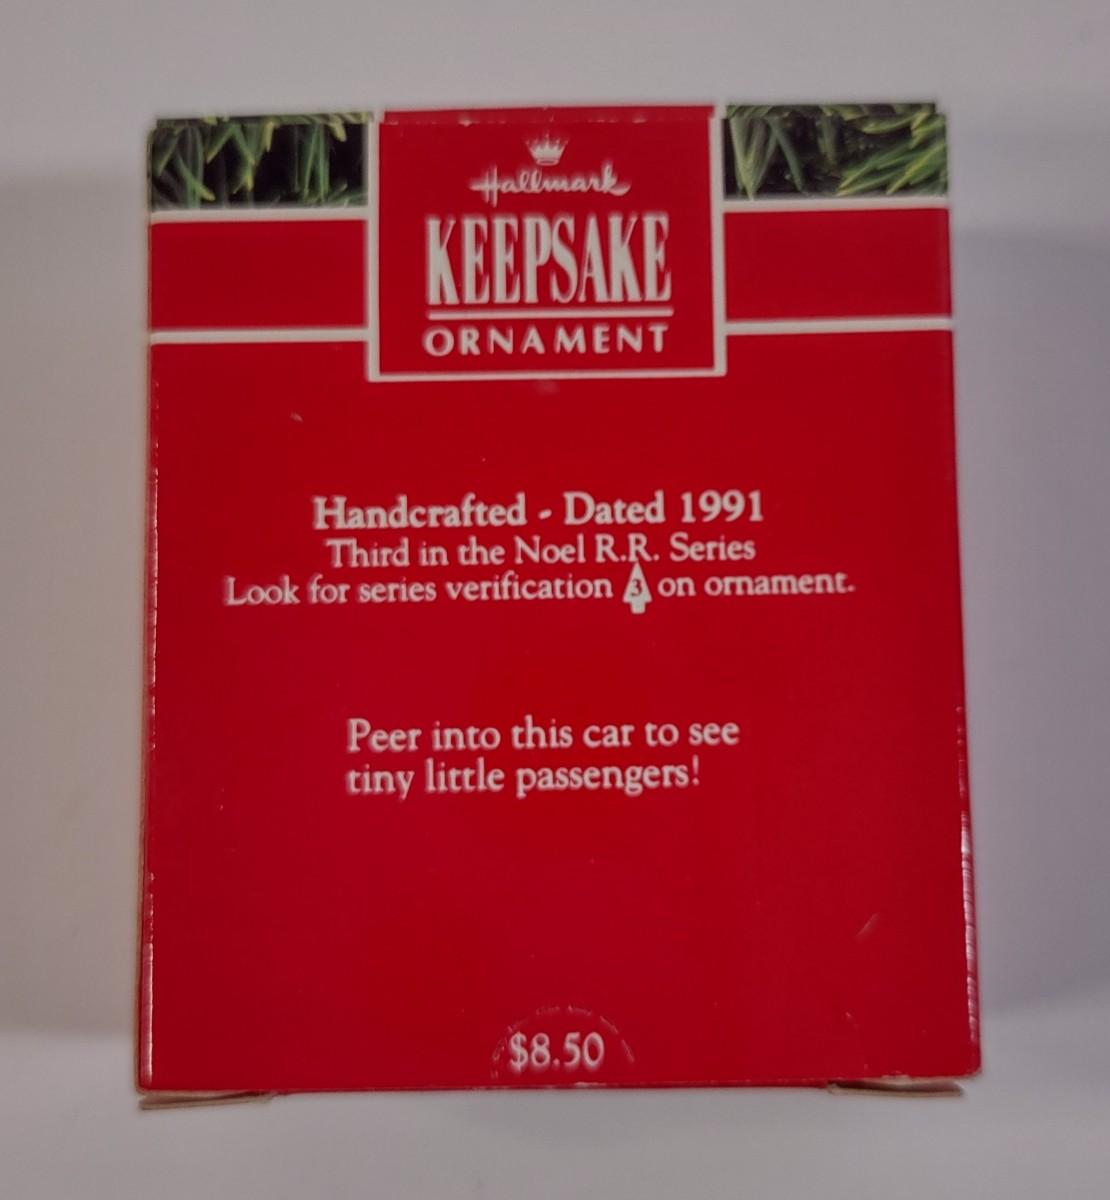 Hallmark
KEEPSAKE
ORNAMENT
Handcrafted - Dated 1991
Third in the Noel R.R. Series
Look for series verification 3 on ornament.
Peer into this car to see
tiny little passengers!
$8.50